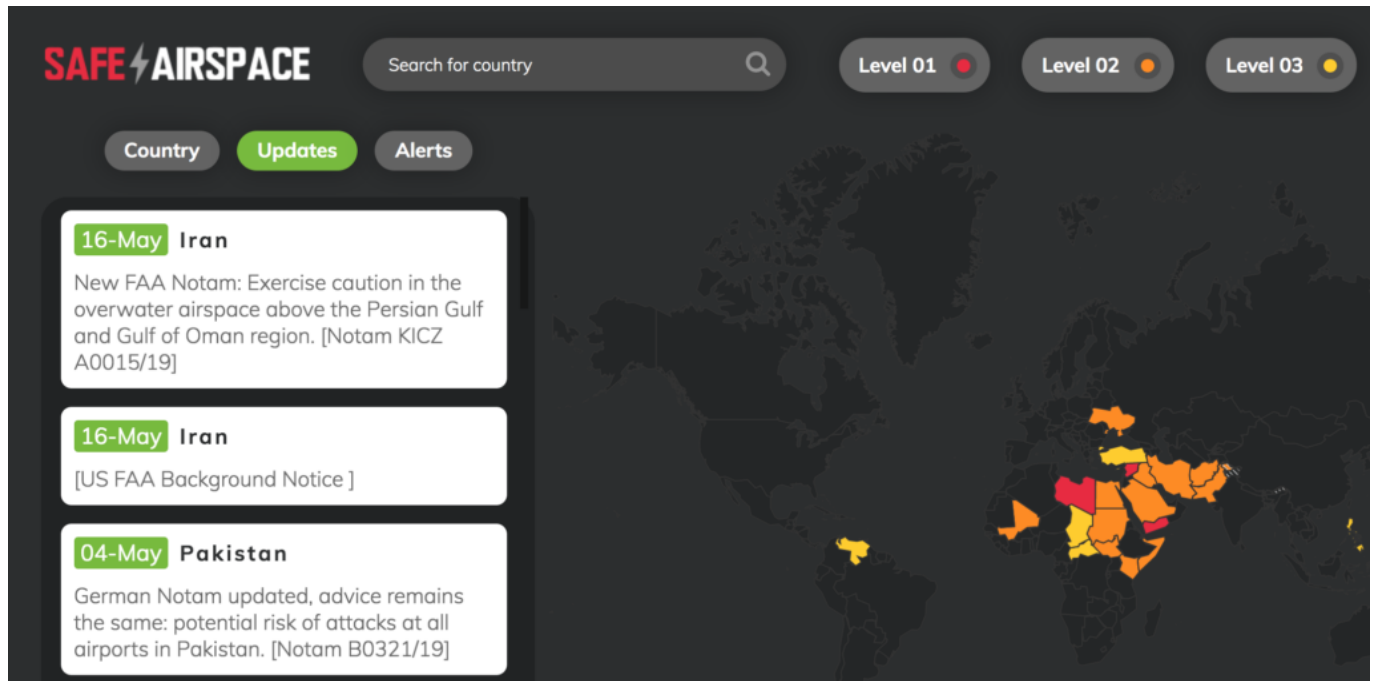 SAFE AIRSPACE
Search for country
Level 01
Level 02
Level 03
Country
Updates
Alerts
16-May Iran
New FAA Notam: Exercise caution in the
overwater airspace above the Persian Gulf
and Gulf of Oman region. [Notam KICZ
A0015/19]
16-May Iran
[US FAA Background Notice ]
04-May Pakistan
German Notam updated, advice remains
the same: potential risk of attacks at all
airports in Pakistan. [Notam B0321/19]